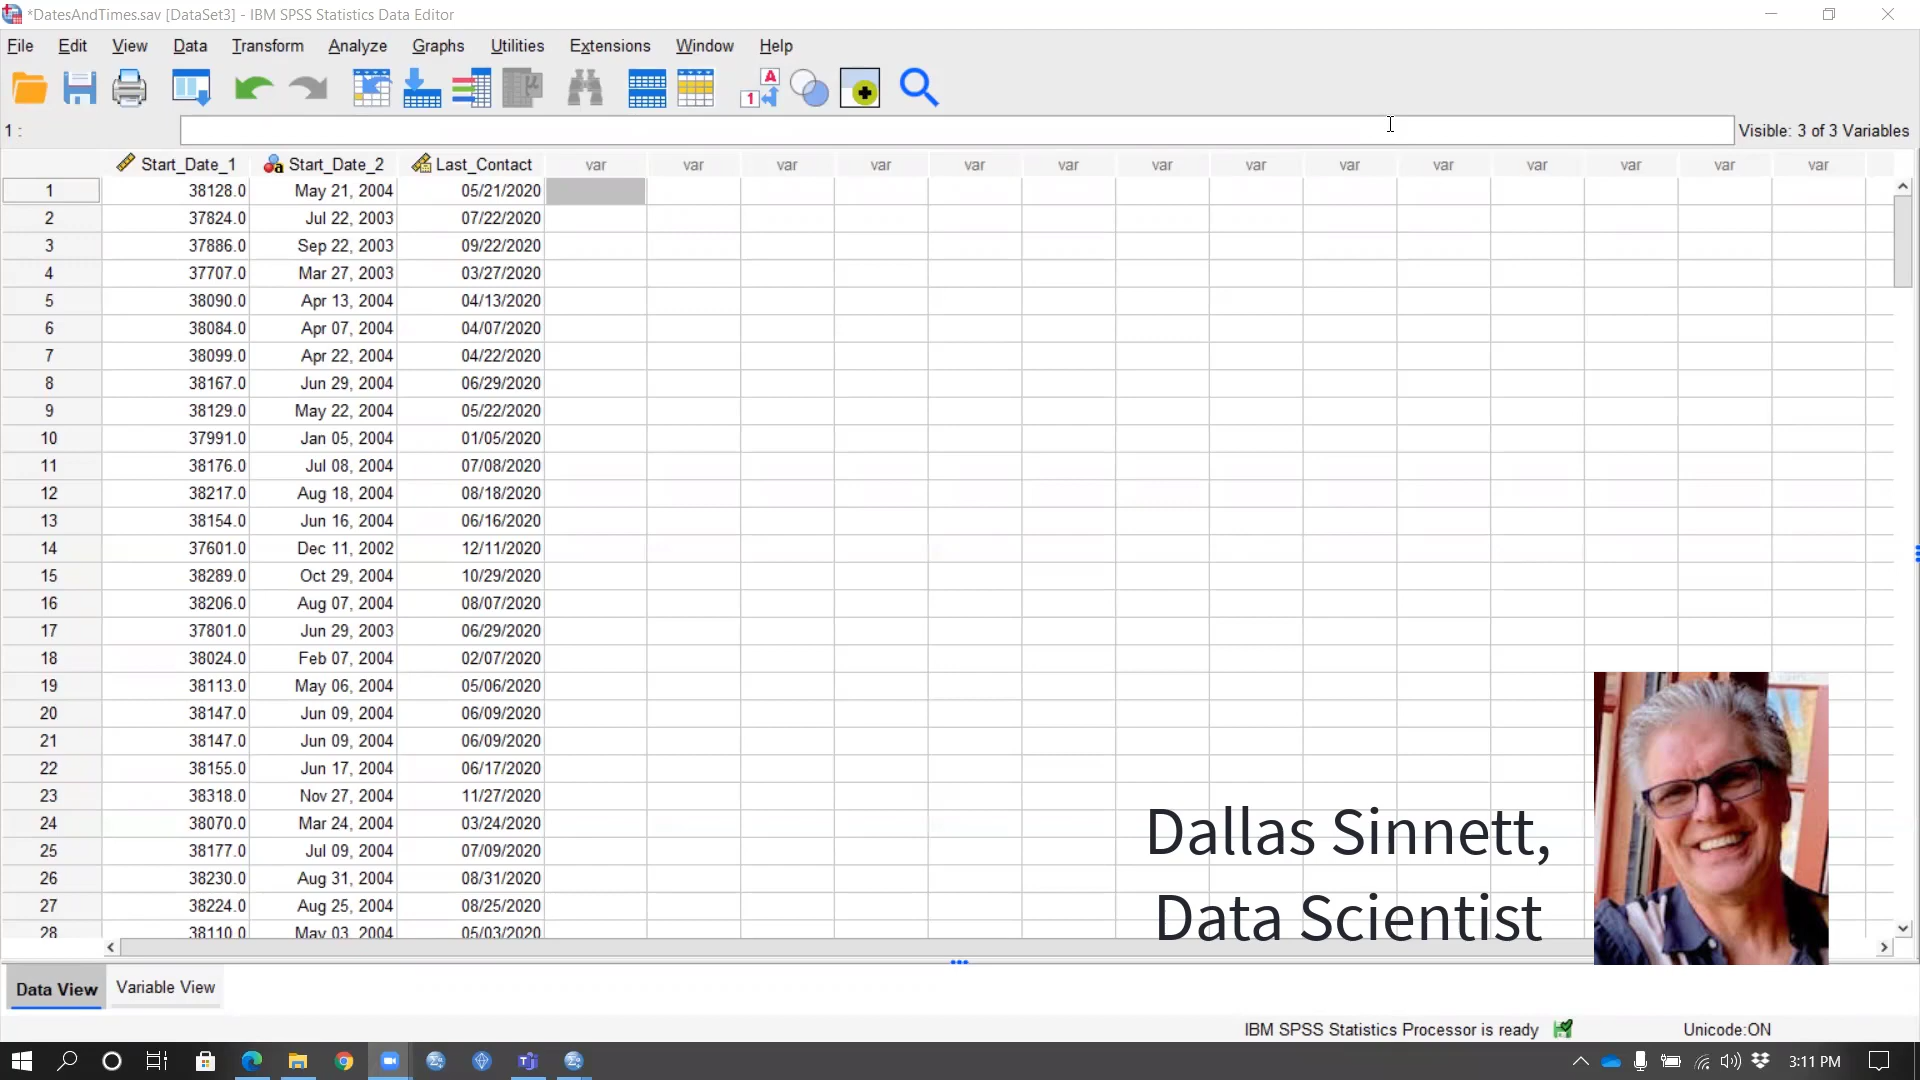 *DatesAndTimes.sav [DataSet3] - IBM SPSS Statistics Data Editor
File Edit View Data Transform Analyze Graphs Utilities Extensions Window Help
1 : Visible: 3 of 3 Variables
Start_Date_1 Start_Date_2 Last_Contact var var var var var var var var var var var var var var
1 38128.0 May 21, 2004 05/21/2020
2 37824.0 Jul 22, 2003 07/22/2020
3 37886.0 Sep 22, 2003 09/22/2020
4 37707.0 Mar 27, 2003 03/27/2020
5 38090.0 Apr 13, 2004 04/13/2020
6 38084.0 Apr 07, 2004 04/07/2020
7 38099.0 Apr 22, 2004 04/22/2020
8 38167.0 Jun 29, 2004 06/29/2020
9 38129.0 May 22, 2004 05/22/2020
10 37991.0 Jan 05, 2004 01/05/2020
11 38176.0 Jul 08, 2004 07/08/2020
12 38217.0 Aug 18, 2004 08/18/2020
13 38154.0 Jun 16, 2004 06/16/2020
14 37601.0 Dec 11, 2002 12/11/2020
15 38289.0 Oct 29, 2004 10/29/2020
16 38206.0 Aug 07, 2004 08/07/2020
17 37801.0 Jun 29, 2003 06/29/2020
18 38024.0 Feb 07, 2004 02/07/2020
19 38113.0 May 06, 2004 05/06/2020
20 38147.0 Jun 09, 2004 06/09/2020
21 38147.0 Jun 09, 2004 06/09/2020
22 38155.0 Jun 17, 2004 06/17/2020
23 38318.0 Nov 27, 2004 11/27/2020
24 38070.0 Mar 24, 2004 03/24/2020
25 38177.0 Jul 09, 2004 07/09/2020
26 38230.0 Aug 31, 2004 08/31/2020
27 38224.0 Aug 25, 2004 08/25/2020
28 38110.0 May 03, 2004 05/03/2020
Dallas Sinnett,
Data Scientist
Data View Variable View
IBM SPSS Statistics Processor is ready Unicode:ON
3:11 PM